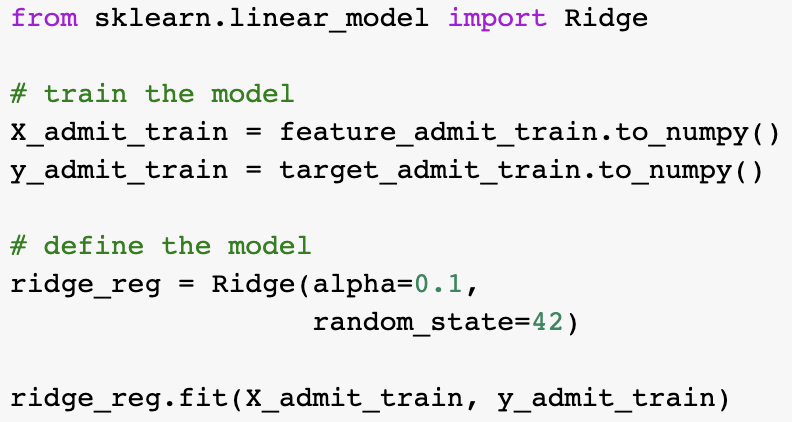 from sklearn.linear_model import Ridge
# train the model
X_admit_train = feature_admit_train.to_numpy()
y_admit_train = target_admit_train.to_numpy()
# define the model
ridge_reg = Ridge(alpha=0.1,
                  random_state=42)
ridge_reg.fit(X_admit_train, y_admit_train)